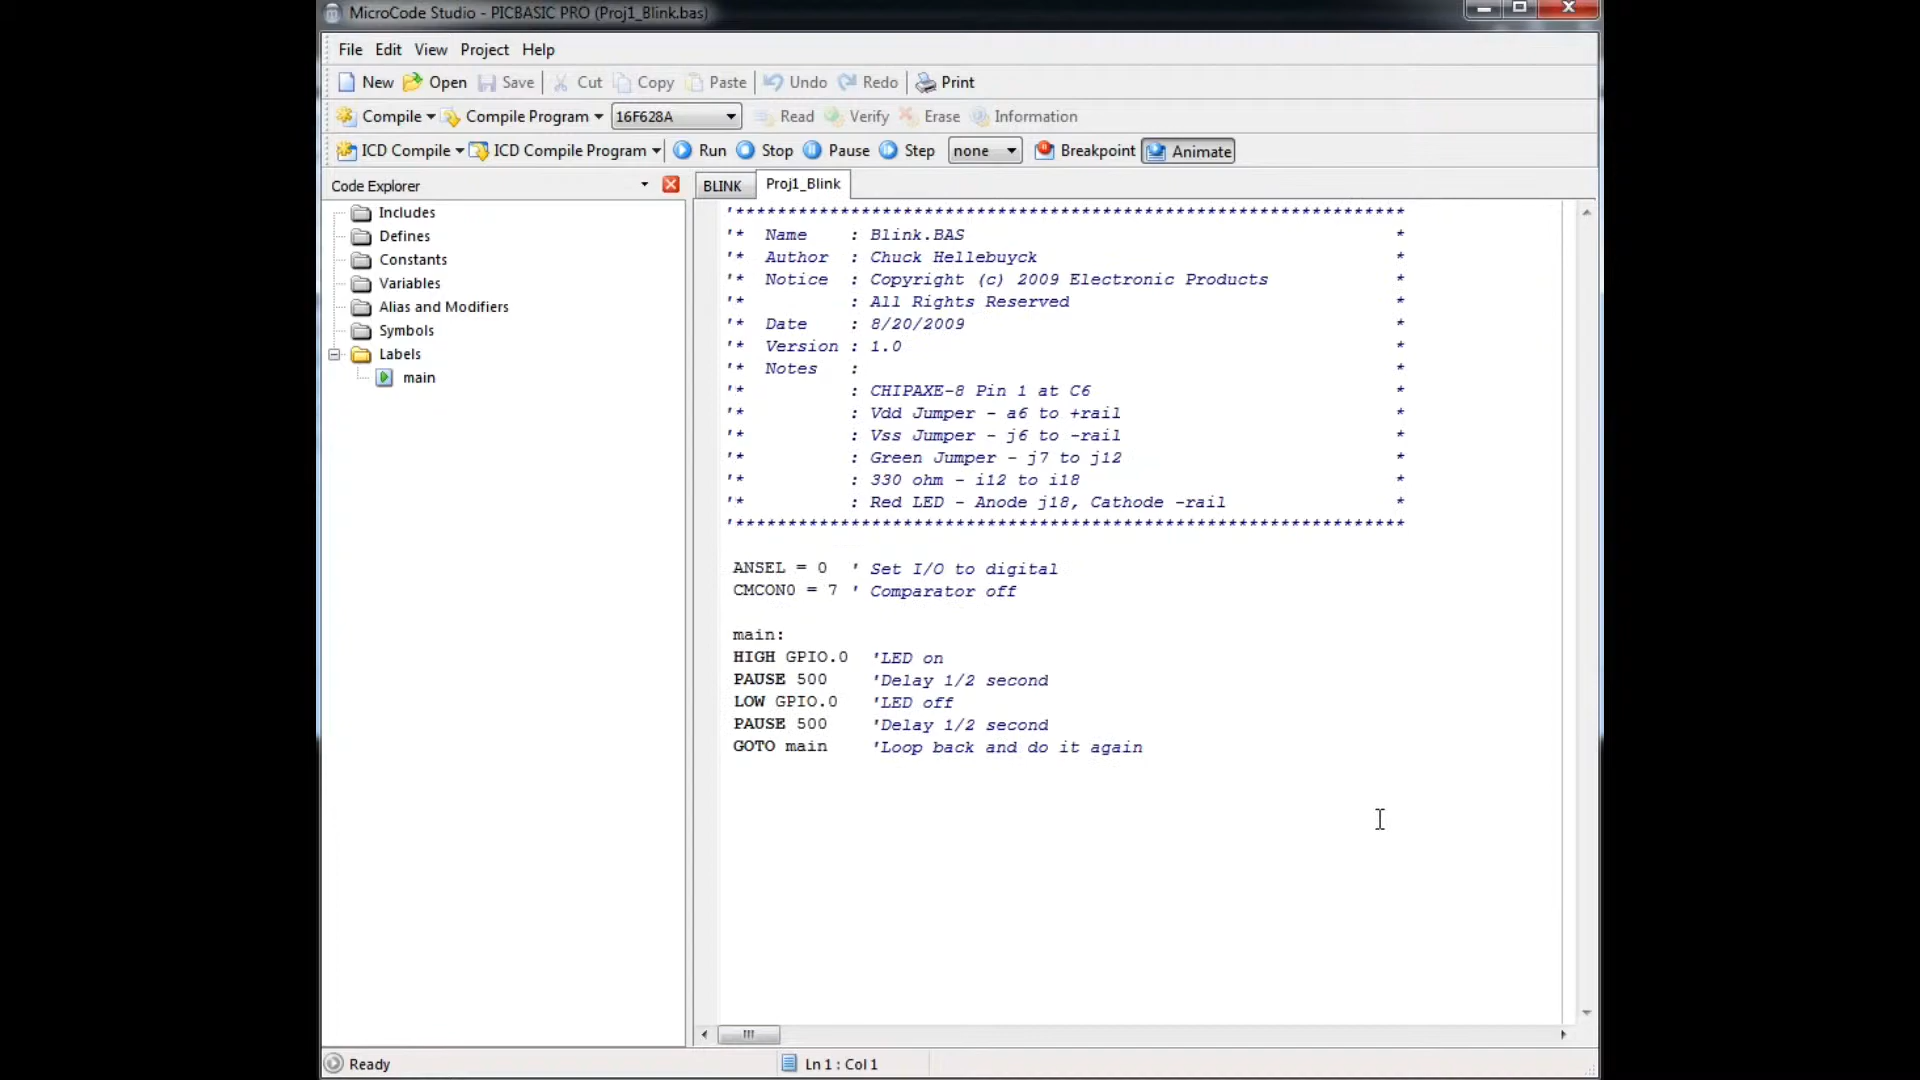 MicroCode Studio - PICBASIC PRO (Proj1_Blink.bas)
File Edit View Project Help
New Open Save Cut Copy Paste Undo Redo Print
Compile Compile Program 16F628A Read Verify Erase Information
ICD Compile ICD Compile Program Run Stop Pause Step none Breakpoint Animate
Code Explorer
Includes
Defines
Constants
Variables
Alias and Modifiers
Symbols
Labels
main
BLINK Proj1_Blink
'****************************************************************
'*  Name    : Blink.BAS                                         *
'*  Author  : Chuck Hellebuyck                                  *
'*  Notice  : Copyright (c) 2009 Electronic Products            *
'*          : All Rights Reserved                               *
'*  Date    : 8/20/2009                                         *
'*  Version : 1.0                                               *
'*  Notes   :                                                   *
'*          : CHIPAXE-8 Pin 1 at C6                             *
'*          : Vdd Jumper - a6 to +rail                          *
'*          : Vss Jumper - j6 to -rail                          *
'*          : Green Jumper - j7 to j12                          *
'*          : 330 ohm - i12 to i18                              *
'*          : Red LED - Anode j18, Cathode -rail                *
'****************************************************************
ANSEL = 0  ' Set I/O to digital
CMCON0 = 7 ' Comparator off
main:
HIGH GPIO.0  'LED on
PAUSE 500    'Delay 1/2 second
LOW GPIO.0   'LED off
PAUSE 500    'Delay 1/2 second
GOTO main    'Loop back and do it again
Ready Ln 1 : Col 1